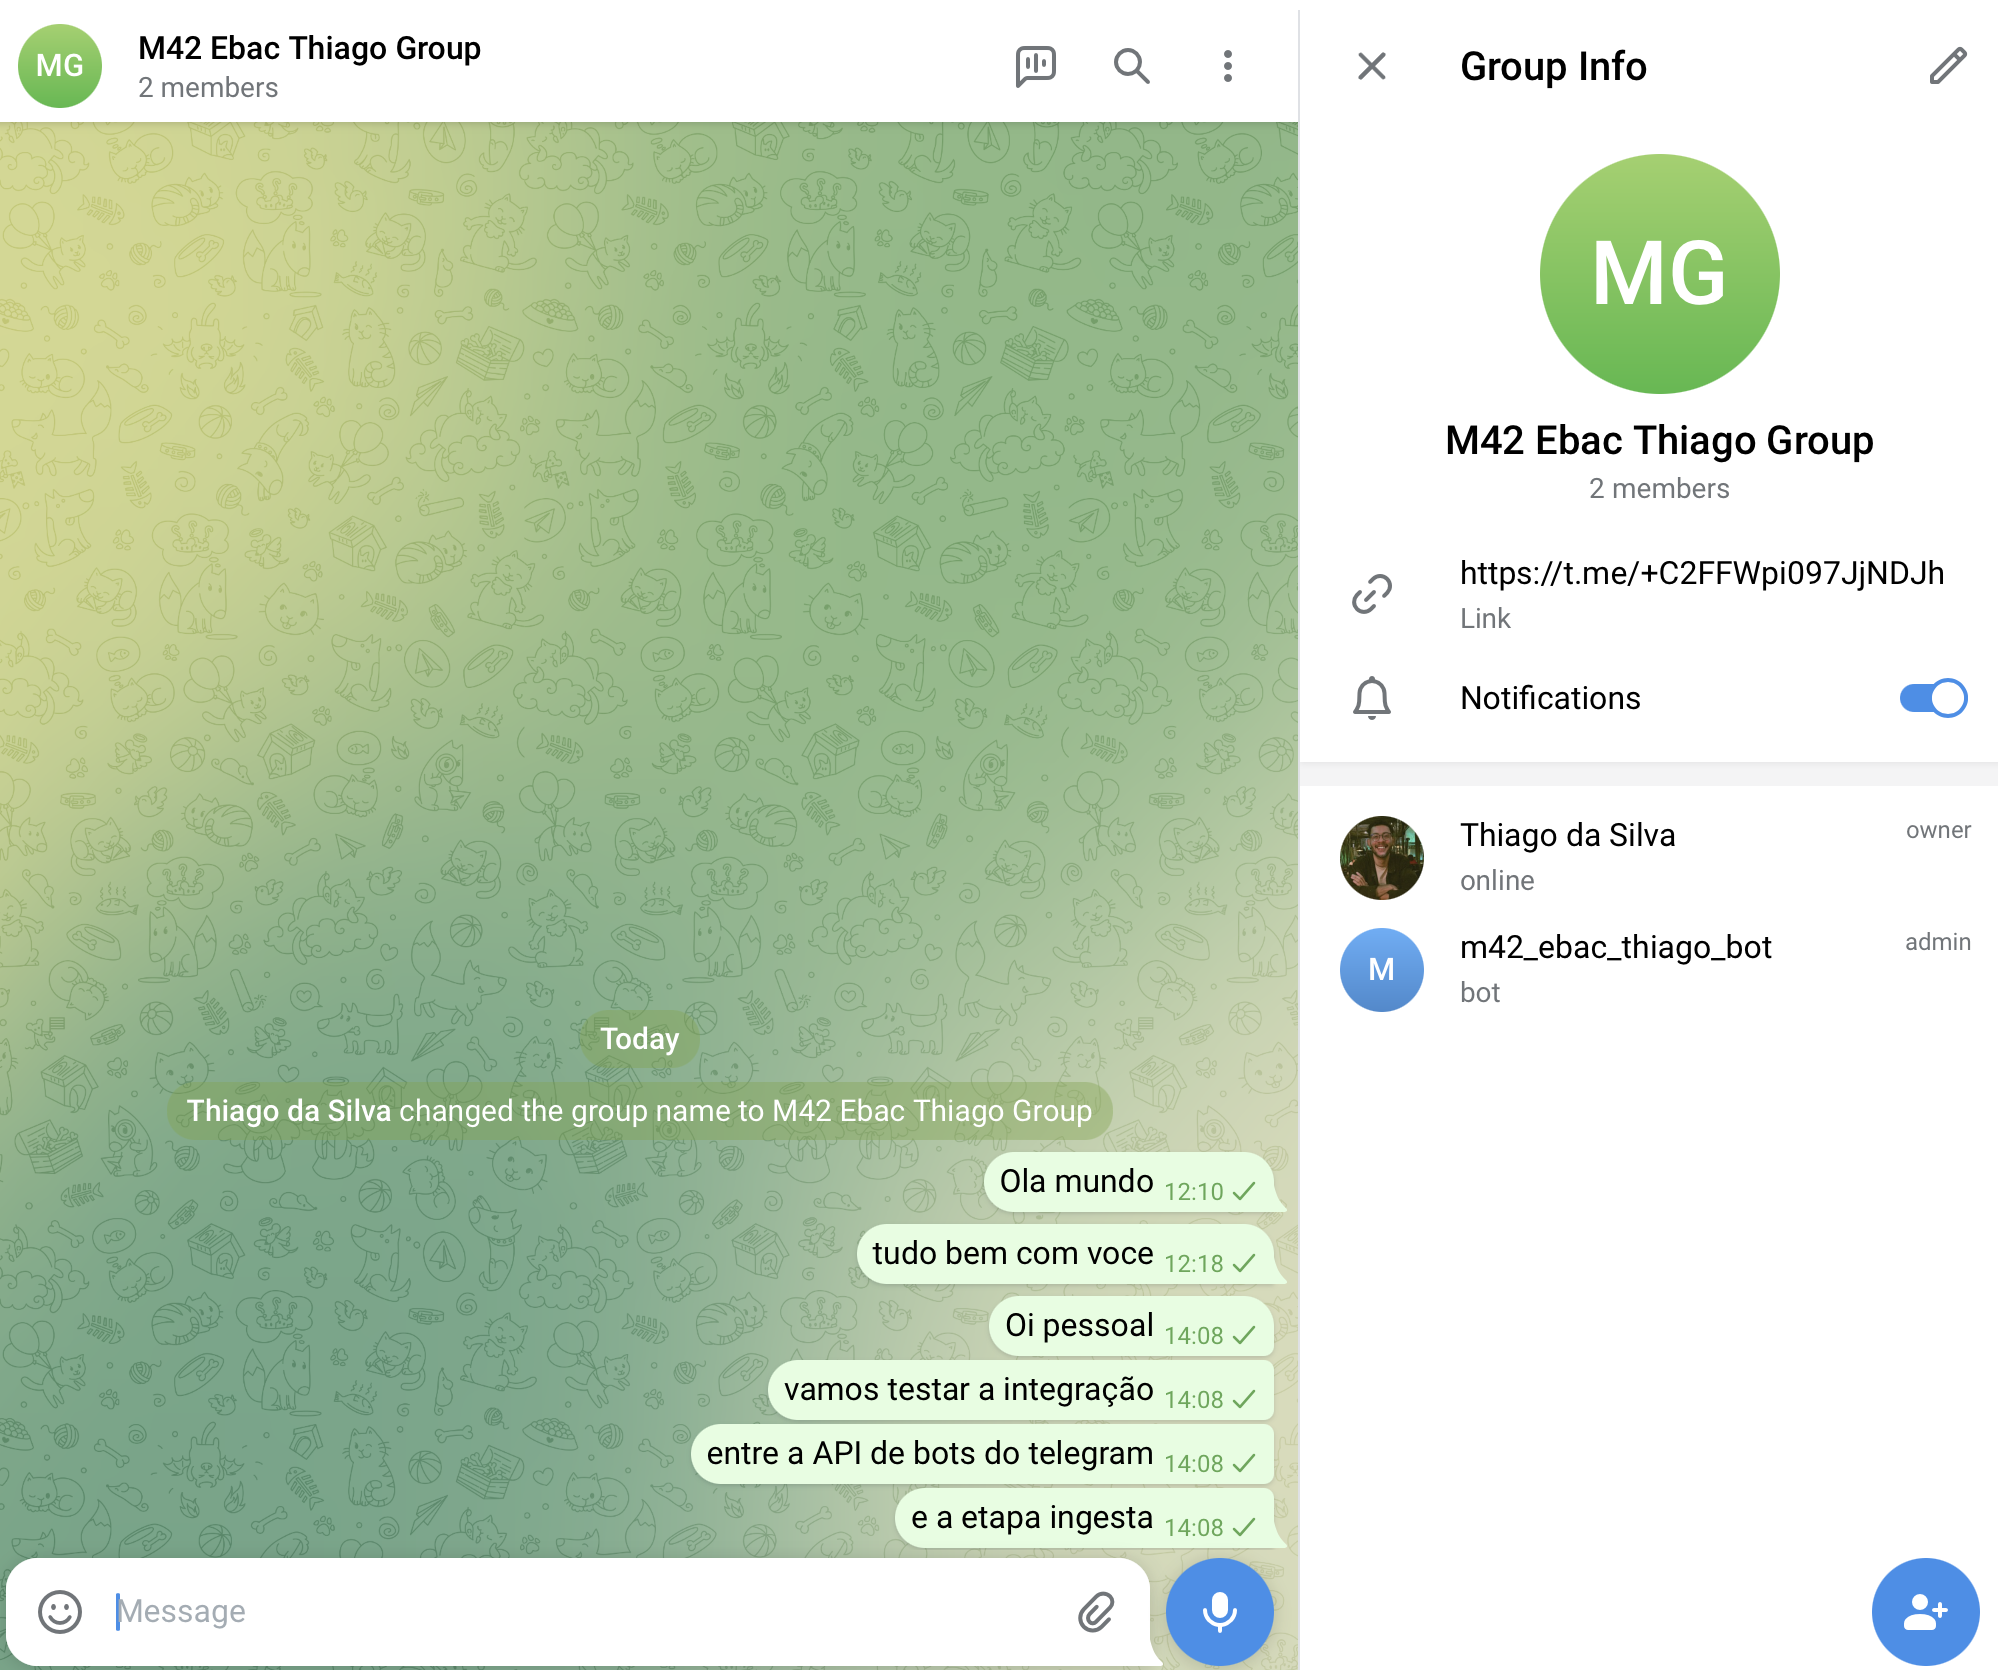 MG
M42 Ebac Thiago Group
2 members
Today
Thiago da Silva changed the group name to M42 Ebac Thiago Group
Ola mundo 12:10
tudo bem com voce 12:18
Oi pessoal 14:08
vamos testar a integração 14:08
entre a API de bots do telegram 14:08
e a etapa ingesta 14:08
Message
Group Info
MG
M42 Ebac Thiago Group
2 members
https://t.me/+C2FFWpi097JjNDJh
Link
Notifications
Thiago da Silva owner
online
M m42_ebac_thiago_bot admin
bot